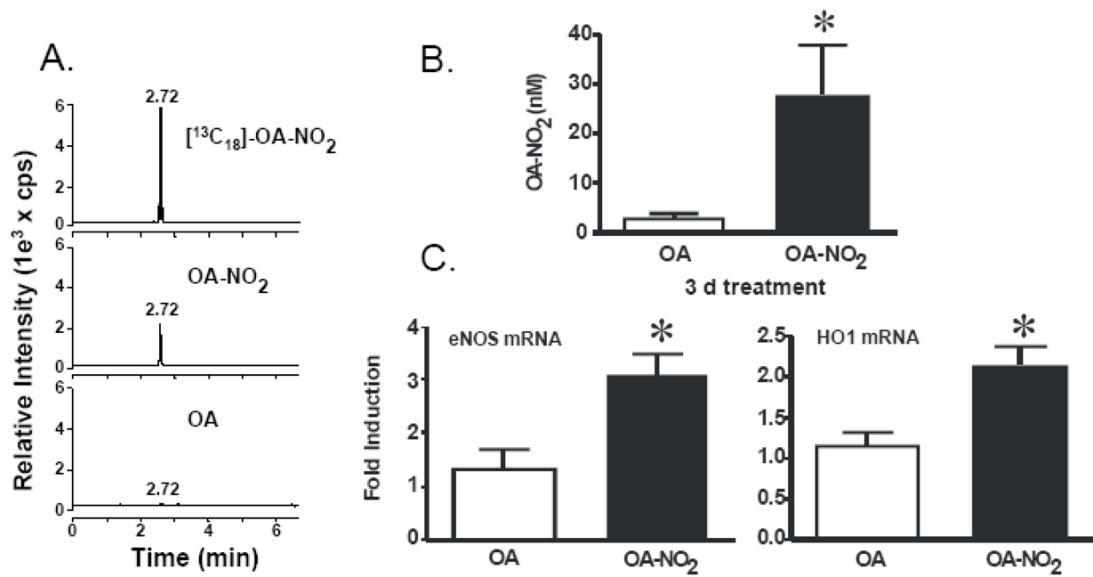 A.
Relative Intensity (1e³ x cps)
6
4
2
0
2.72
[¹³C₁₈]-OA-NO₂
6
4
2
0
OA-NO₂
2.72
6
4
2
0
OA
2.72
0
2
4
6
Time (min)
B.
OA-NO₂ (nM)
40
30
20
10
0
*
OA
OA-NO₂
3 d treatment
C.
Fold Induction
4
3
2
1
0
eNOS mRNA
*
OA
OA-NO₂
2.5
2.0
1.5
1.0
0.5
0.0
HO1 mRNA
*
OA
OA-NO₂